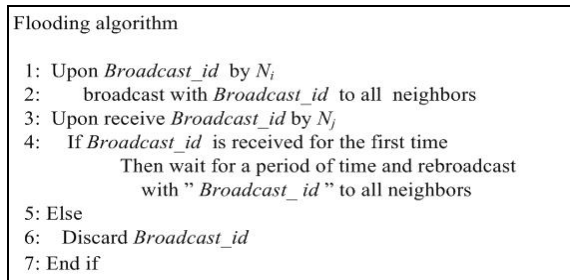 Flooding algorithm
1: Upon Broadcast_id by Ni
2: broadcast with Broadcast_id to all neighbors
3: Upon receive Broadcast_id by Nj
4: If Broadcast_id is received for the first time
Then wait for a period of time and rebroadcast
with ” Broadcast_ id ” to all neighbors
5: Else
6: Discard Broadcast_id
7: End if